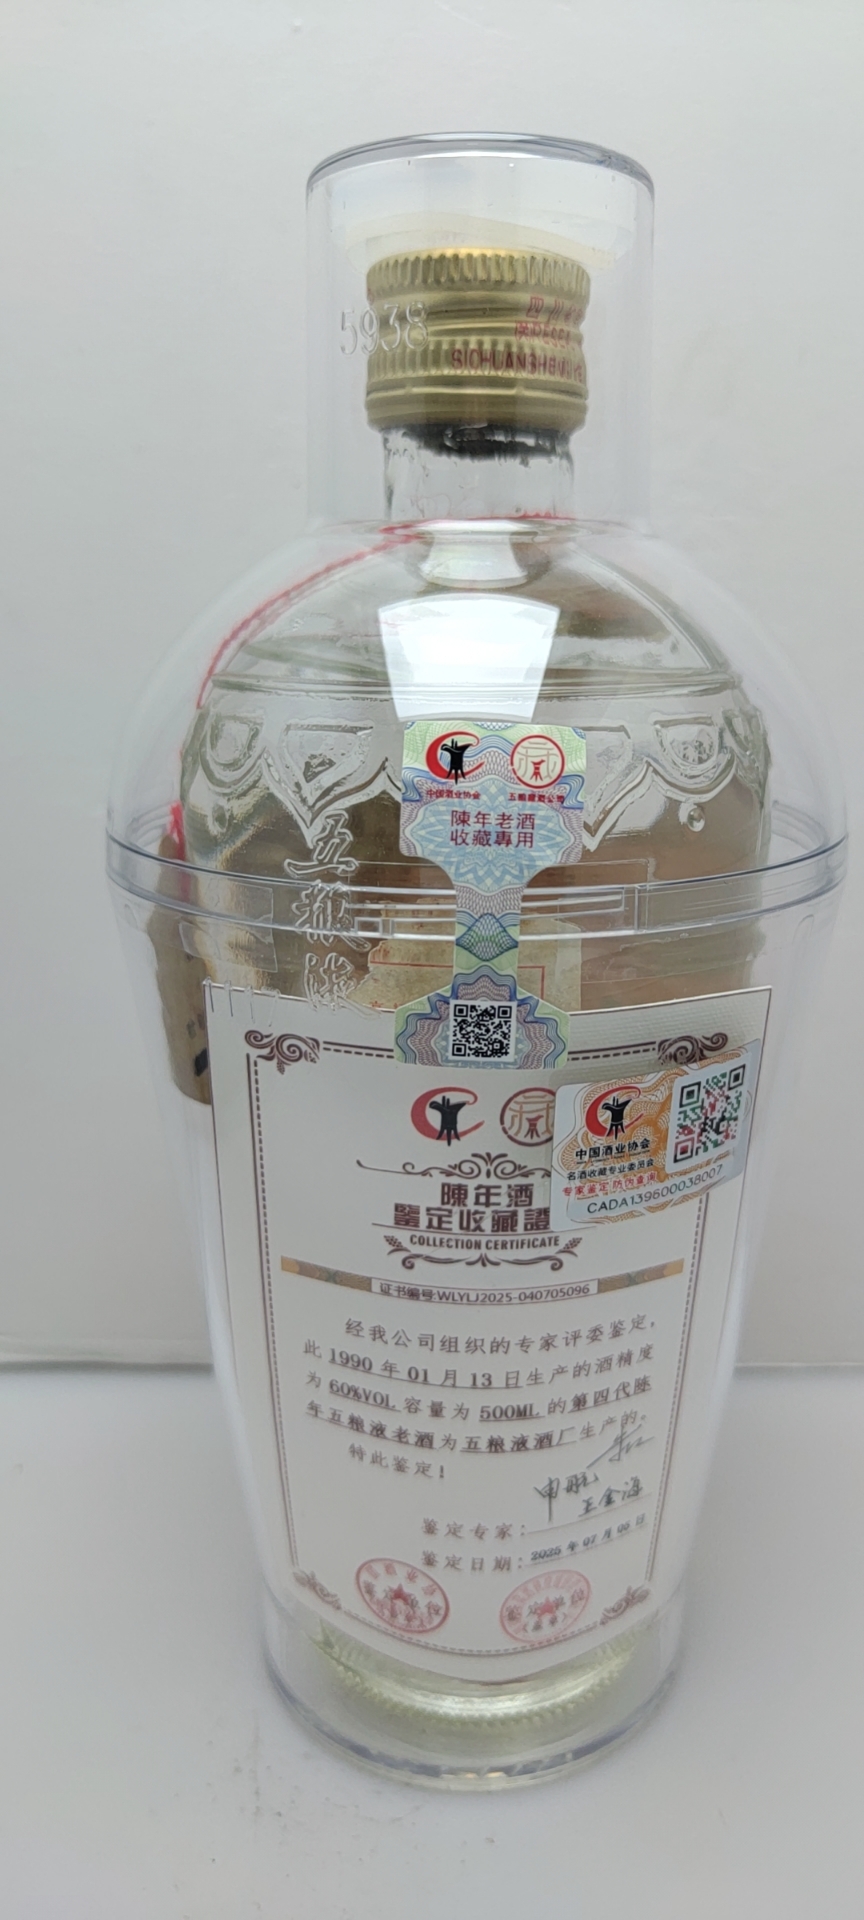 5938
SICHUANSHENG
五
粮
液
中国酒业协会
五粮液酒公司
陳年老酒
收藏專用
中国酒业协会
名酒收藏专业委员会
专家鉴定 防伪查询
CADA139600038007
陳年酒
鑒定收藏證
COLLECTION CERTIFICATE
证书编号:WLYLJ2025-040705096
经我公司组织的专家评委鉴定,
此 1990 年 01 月 13 日生产的酒精度
为 60%VOL 容量为 500ML 的第四代陈
年五粮液老酒为五粮液酒厂生产的。
特此鉴定!
申航
王金海
鉴定专家:
鉴定日期: 2025 年 07 月 05 日